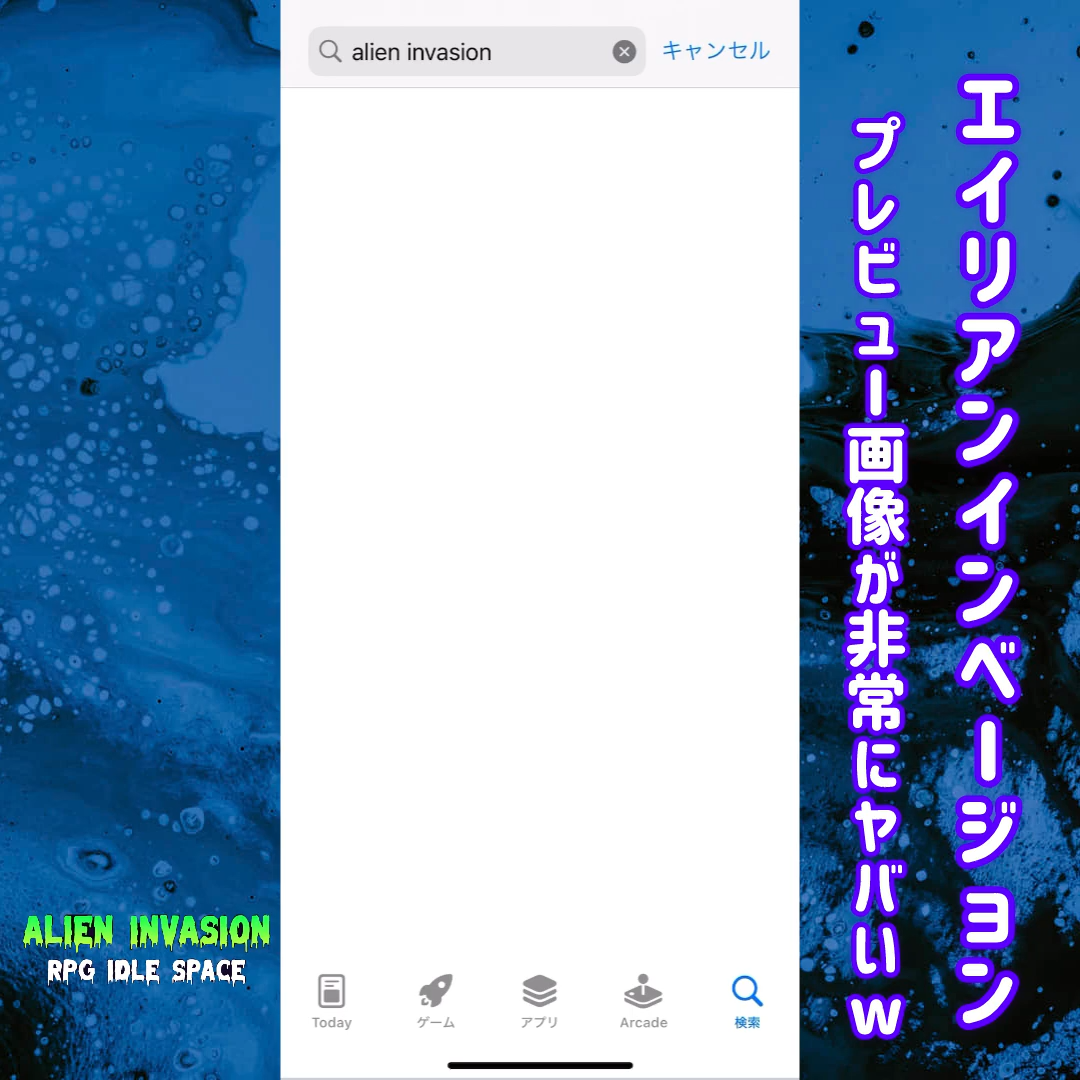 alien invasion
キャンセル
エイリアン インベージョン
プレビュー画像が非常にヤバいw
ALIEN INVASION
RPG IDLE SPACE
Today
ゲーム
アプリ
Arcade
検索